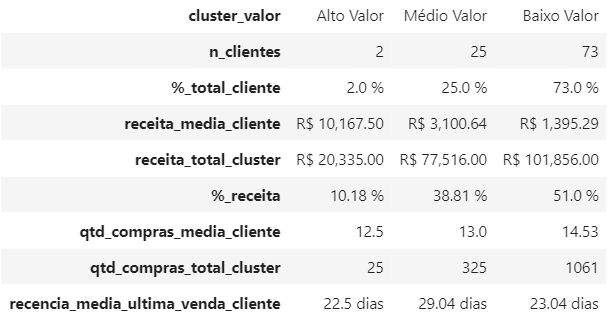 cluster_valor Alto Valor Médio Valor Baixo Valor
n_clientes 2 25 73
%_total_cliente 2.0 % 25.0 % 73.0 %
receita_media_cliente R$ 10,167.50 R$ 3,100.64 R$ 1,395.29
receita_total_cluster R$ 20,335.00 R$ 77,516.00 R$ 101,856.00
%_receita 10.18 % 38.81 % 51.0 %
qtd_compras_media_cliente 12.5 13.0 14.53
qtd_compras_total_cluster 25 325 1061
recencia_media_ultima_venda_cliente 22.5 dias 29.04 dias 23.04 dias